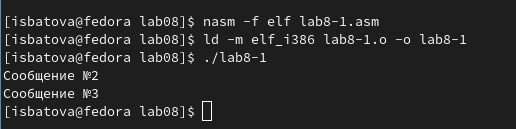 [isbatova@fedora lab08]$ nasm -f elf lab8-1.asm
[isbatova@fedora lab08]$ ld -m elf_i386 lab8-1.o -o lab8-1
[isbatova@fedora lab08]$ ./lab8-1
Сообщение №2
Сообщение №3
[isbatova@fedora lab08]$